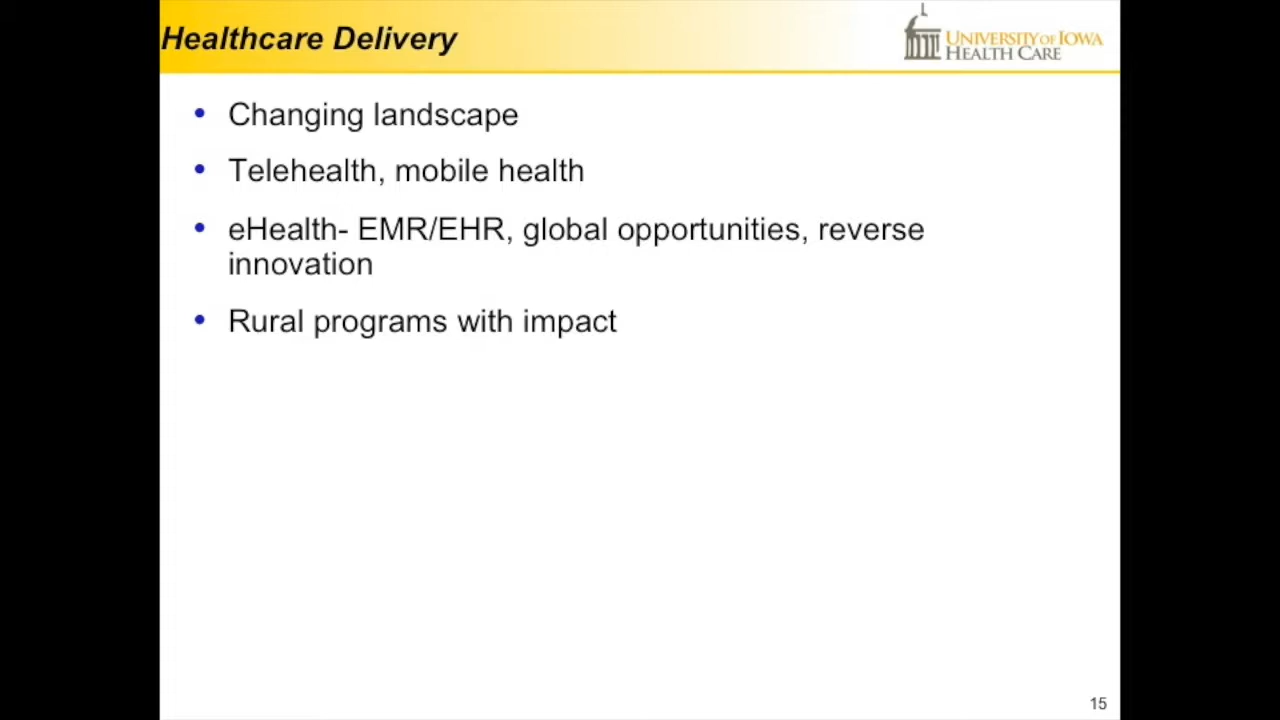 Healthcare Delivery
UNIVERSITY OF IOWA
HEALTH CARE
• Changing landscape
• Telehealth, mobile health
• eHealth- EMR/EHR, global opportunities, reverse
innovation
• Rural programs with impact
15